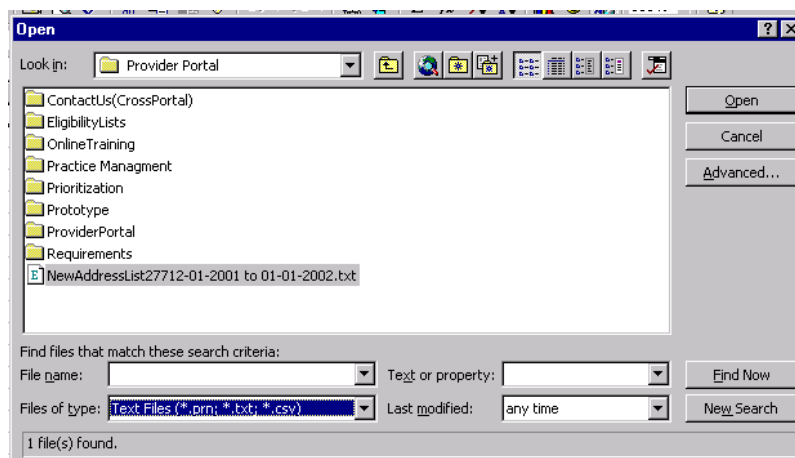 Open
Look in: Provider Portal
ContactUs(CrossPortal)
EligibilityLists
OnlineTraining
Practice Managment
Prioritization
Prototype
ProviderPortal
Requirements
NewAddressList27712-01-2001 to 01-01-2002.txt
Open
Cancel
Advanced...
Find files that match these search criteria:
File name: Text or property: Find Now
Files of type: Text Files (*.prn; *.txt; *.csv) Last modified: any time New Search
1 file(s) found.